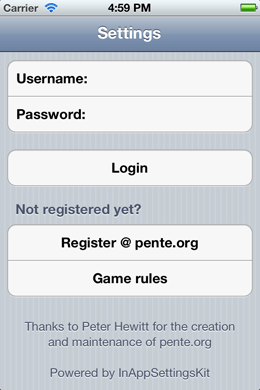 Carrier 4:59 PM
Settings
Username:
Password:
Login
Not registered yet?
Register @ pente.org
Game rules
Thanks to Peter Hewitt for the creation
and maintenance of pente.org
Powered by InAppSettingsKit